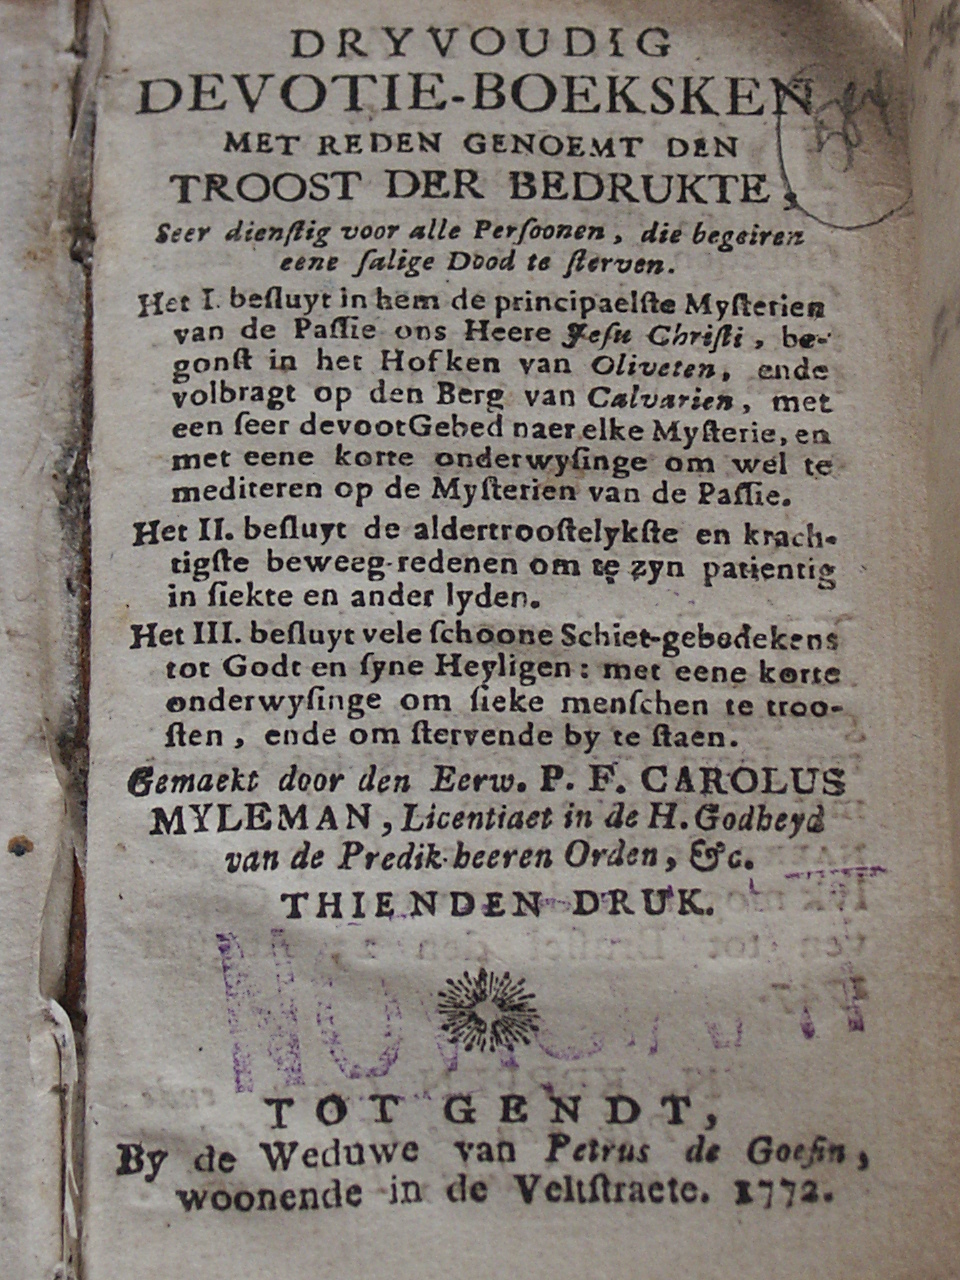 DRYVOUDIG
DEVOTIE-BOEKSKEN
MET REDEN GENOEMT DEN
TROOST DER BEDRUKTE,
Seer dienſtig voor alle Perſoonen, die begeiren
eene ſalige Dood te ſterven.
Het I. beſluyt in hem de principaelſte Myſterien
van de Paſſie ons Heere Jeſu Chriſti, be-
gonſt in het Hofken van Oliveten, ende
volbragt op den Berg van Calvarien, met
een ſeer devoot Gebed naer elke Myſterie, en
met eene korte onderwyſinge om wel te
mediteren op de Myſterien van de Paſſie.
Het II. beſluyt de aldertrooſtelykſte en krach-
tigſte beweeg-redenen om te zyn patientig
in ſiekte en ander lyden.
Het III. beſluyt vele ſchoone Schiet-gebedekens
tot Godt en ſyne Heyligen: met eene korte
onderwyſinge om ſieke menſchen te troo-
ſten, ende om ſtervende by te ſtaen.
Gemaekt door den Eerw. P. F. CAROLUS
MYLEMAN, Licentiaet in de H. Godheyd
van de Predik-heeren Orden, &c.
THIENDEN DRUK.
TOT GENDT,
By de Weduwe van Petrus de Goeſin,
woonende in de Veltſtraete. 1772.